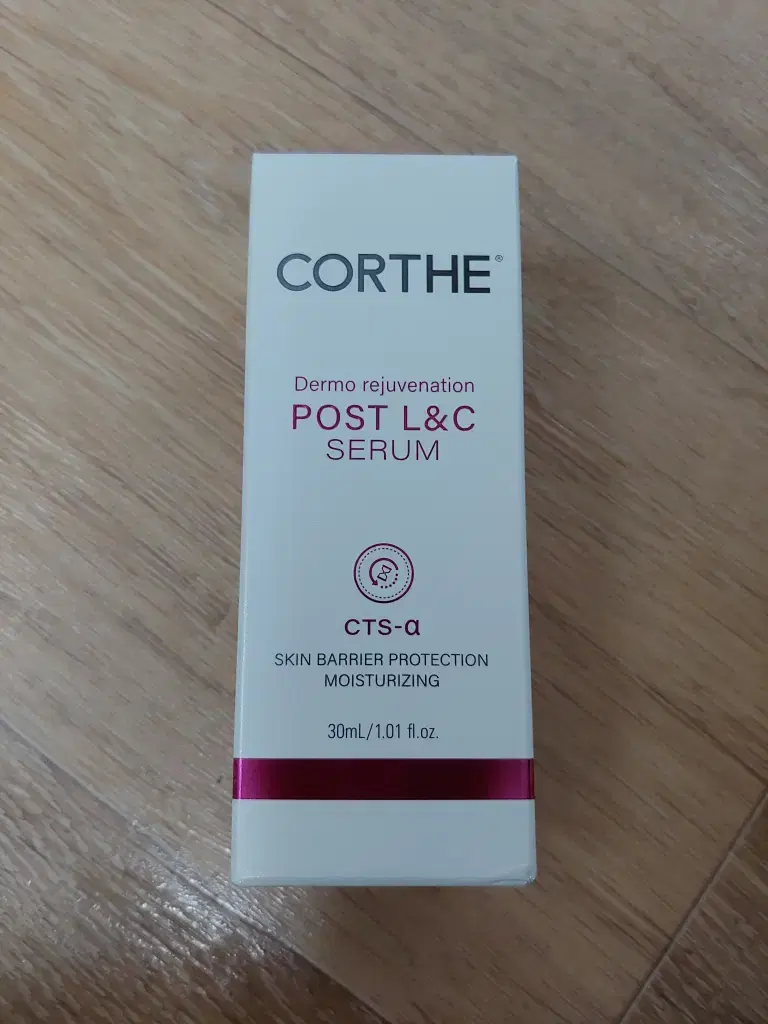 CORTHE®
Dermo rejuvenation
POST L&C
SERUM
CTS-α
SKIN BARRIER PROTECTION
MOISTURIZING
30mL/1.01 fl.oz.